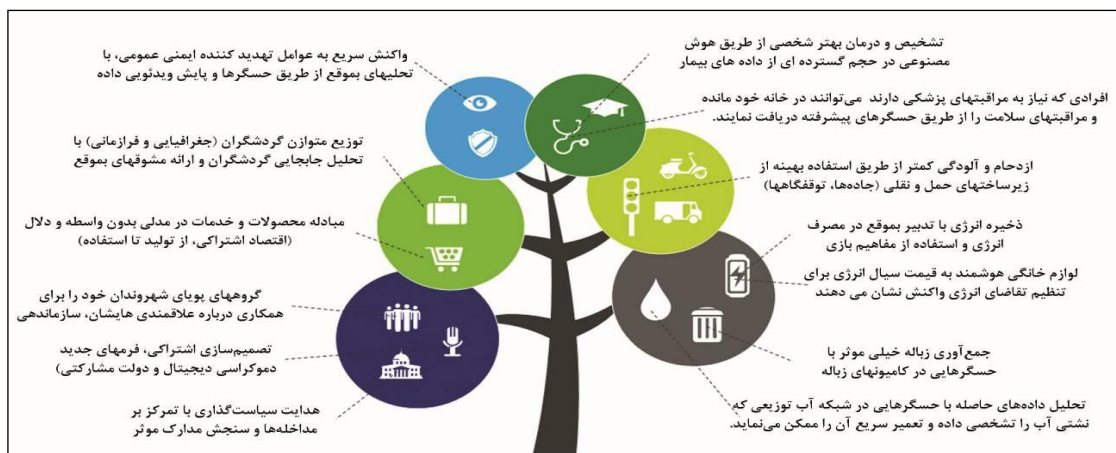 تشخیص و درمان بهتر شخصی از طریق هوش
مصنوعی در حجم گسترده ای از داده های بیمار
افرادی که نیاز به مراقبتهای پزشکی دارند می‌توانند در خانه خود مانده
و مراقبتهای سلامت را از طریق حسگرهای پیشرفته دریافت نمایند.
ازدحام و آلودگی کمتر از طریق استفاده بهینه از
زیرساختهای حمل و نقلی (جاده‌ها، توقفگاهها)
ذخیره انرژی با تدبیر بموقع در مصرف
انرژی و استفاده از مفاهیم بازی
لوازم خانگی هوشمند به قیمت سیال انرژی برای
تنظیم تقاضای انرژی واکنش نشان می دهند
جمع‌آوری زباله خیلی موثر با
حسگرهایی در کامیونهای زباله
تحلیل داده‌های حاصله با حسگرهایی در شبکه آب توزیعی که
نشتی آب را تشخصی داده و تعمیر سریع آن را ممکن می‌نماید.
واکنش سریع به عوامل تهدید کننده ایمنی عمومی، با
تحلیهای بموقع از طریق حسگرها و پایش ویدئویی داده
توزیع متوازن گردشگران (جغرافیایی و فرازمانی) با
تحلیل جابجایی گردشگران و ارائه مشوقهای بموقع
مبادله محصولات و خدمات در مدلی بدون واسطه و دلال
(اقتصاد اشتراکی، از تولید تا استفاده)
گروههای پویای شهروندان خود را برای
همکاری درباره علاقمندی هایشان، سازماندهی
تصمیم‌سازی اشتراکی، فرمهای جدید
دموکراسی دیجیتال و دولت مشارکتی)
هدایت سیاست‌گذاری با تمرکز بر
مداخله‌ها و سنجش مدارک موثر